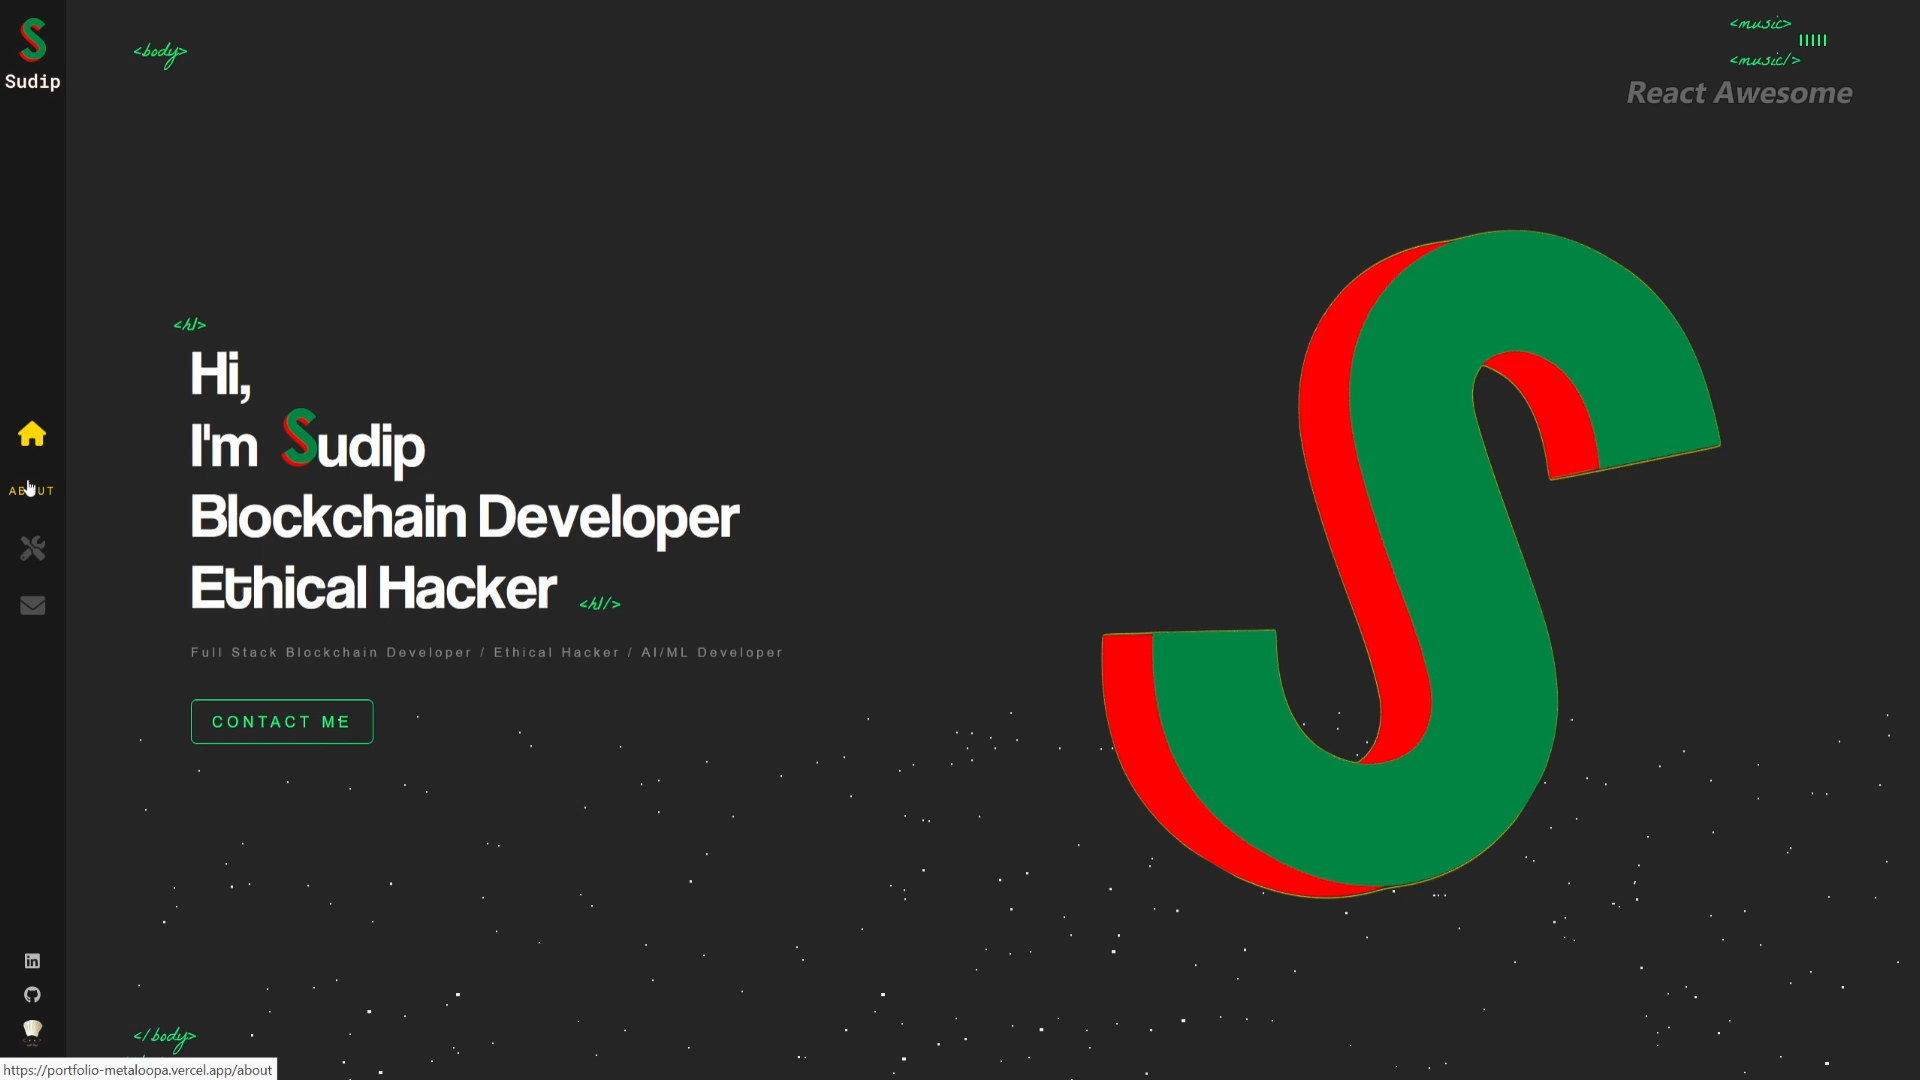 Sudip
<body>
<music>
<music/>
React Awesome
<h1>
Hi,
I'm Sudip
Blockchain Developer
Ethical Hacker
<h1/>
Full Stack Blockchain Developer / Ethical Hacker / AI/ML Developer
CONTACT ME
ABOUT
</body>
https://portfolio-metaloopa.vercel.app/about